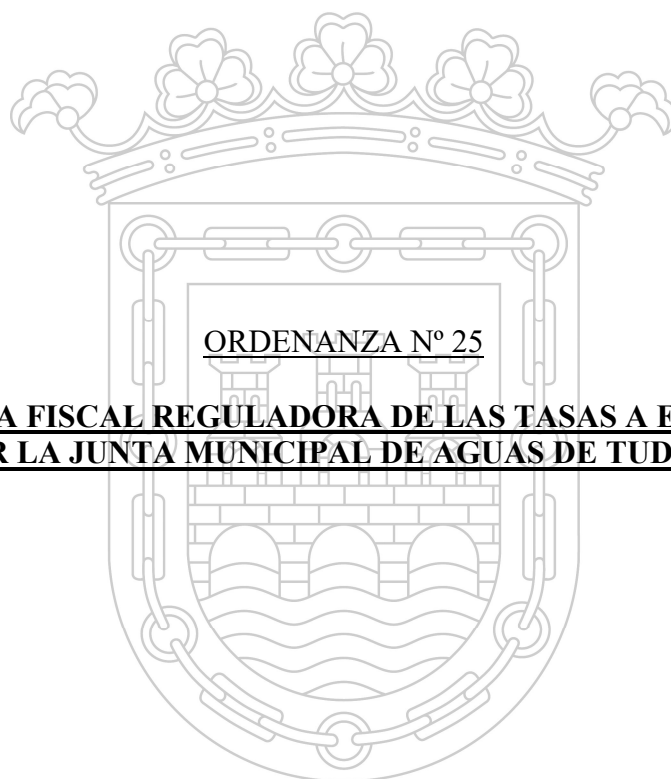 ORDENANZA Nº 25
A FISCAL REGULADORA DE LAS TASAS A E
R LA JUNTA MUNICIPAL DE AGUAS DE TUD